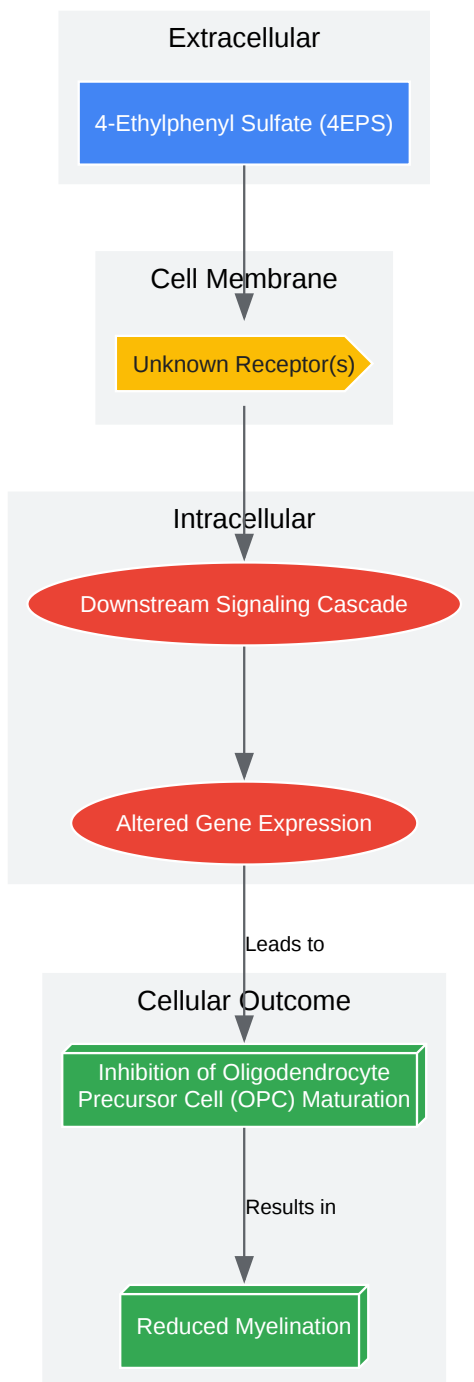 Extracellular
4-Ethylphenyl Sulfate (4EPS)
Cell Membrane
Unknown Receptor(s)
Intracellular
Downstream Signaling Cascade
Altered Gene Expression
Leads to
Cellular Outcome
Inhibition of Oligodendrocyte
Precursor Cell (OPC) Maturation
Results in
Reduced Myelination